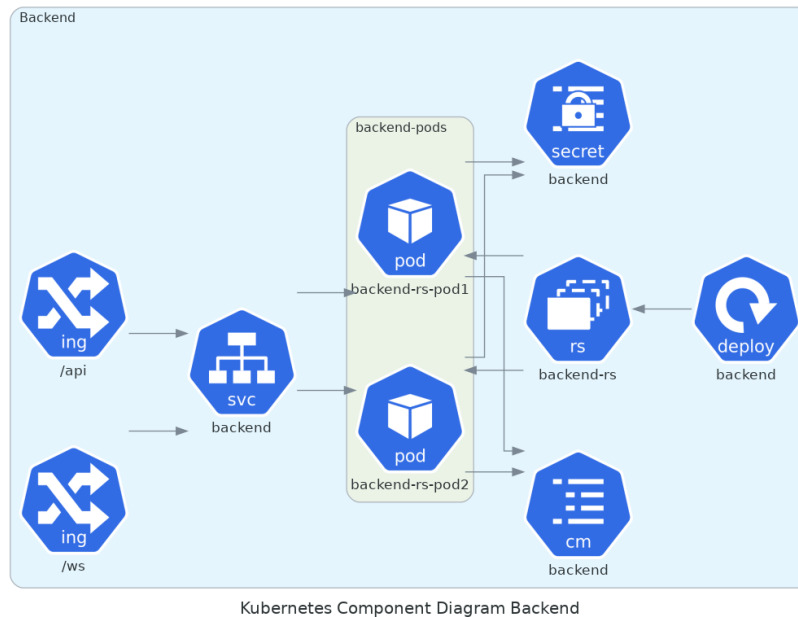 Backend
backend-pods
secret
backend
pod
backend-rs-pod1
ing
/api
rs
backend-rs
deploy
backend
svc
backend
pod
backend-rs-pod2
ing
/ws
cm
backend
Kubernetes Component Diagram Backend